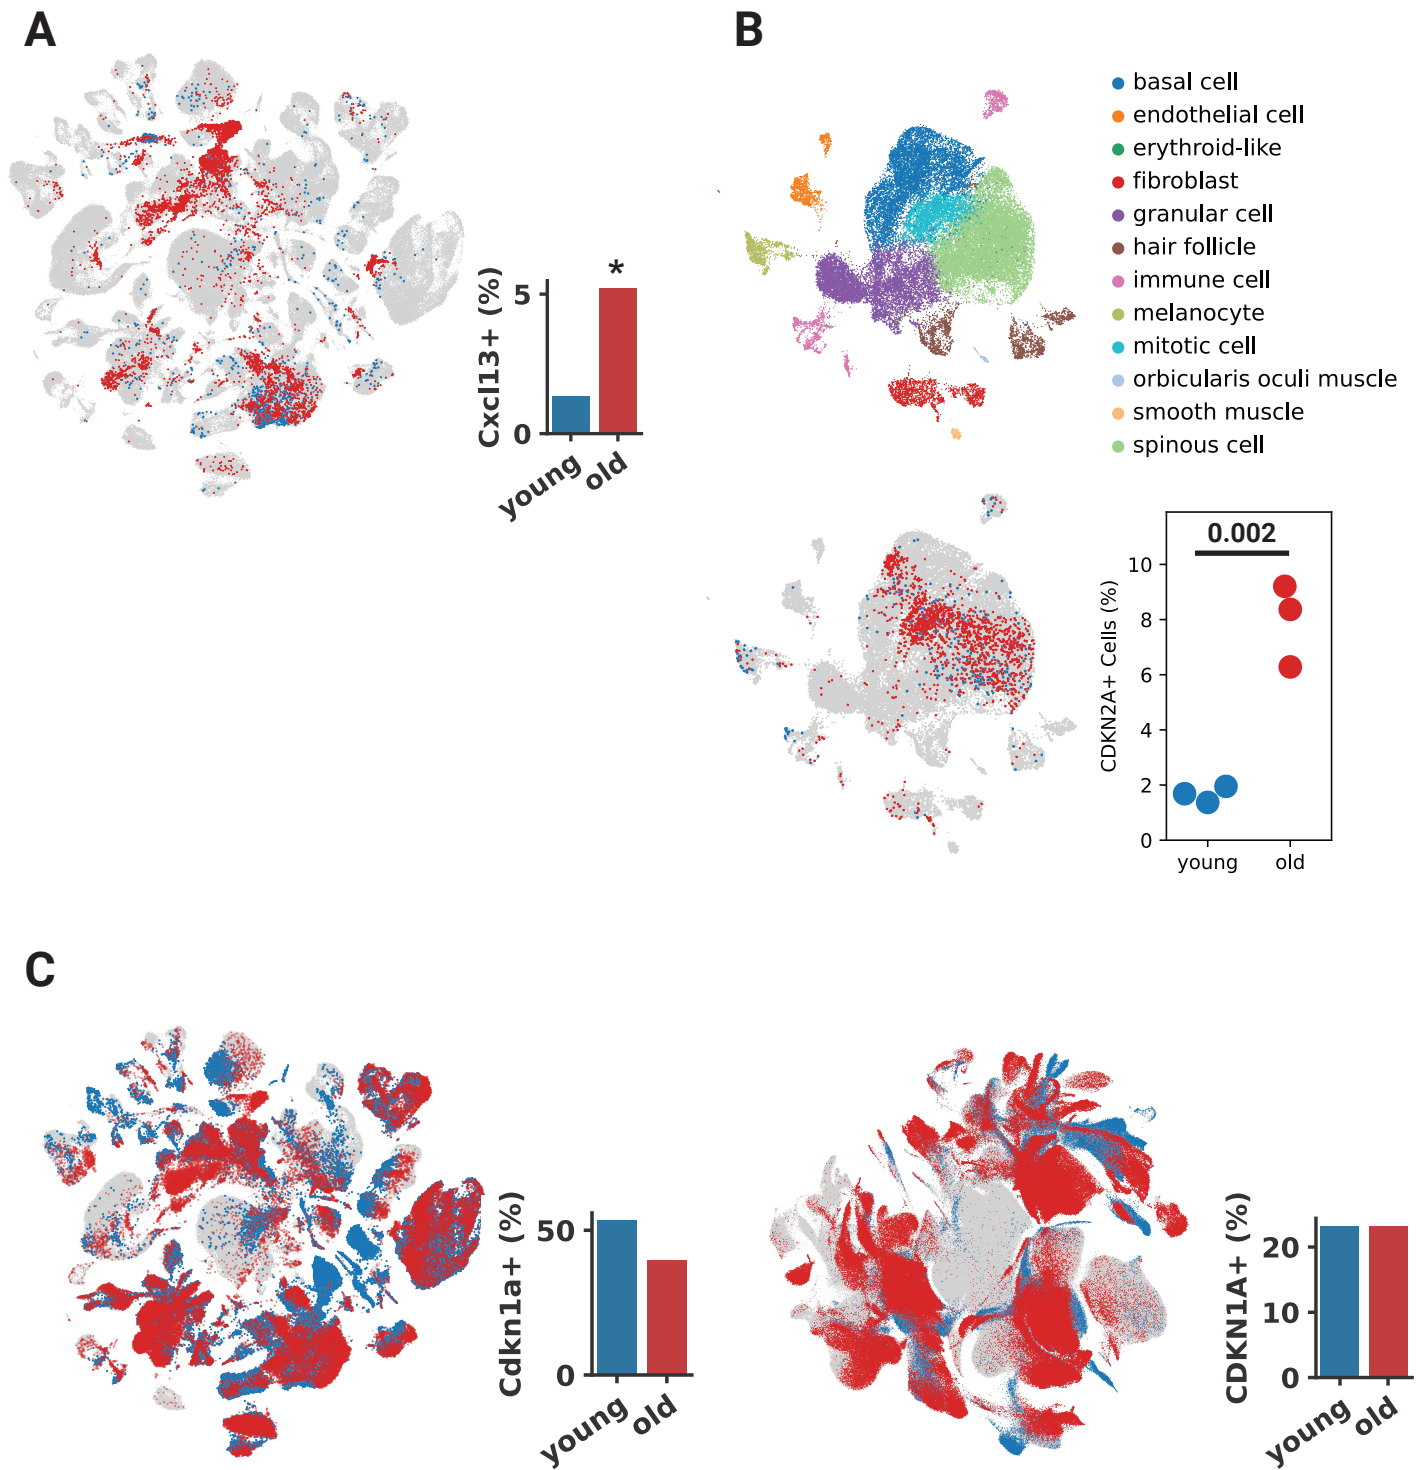 A
Cxcl13+ (%)
5
0
*
young
old
B
basal cell
endothelial cell
erythroid-like
fibroblast
granular cell
hair follicle
immune cell
melanocyte
mitotic cell
orbicularis oculi muscle
smooth muscle
spinous cell
CDKN2A+ Cells (%)
0.002
10
8
6
4
2
0
young
old
C
Cdkn1a+ (%)
50
0
young
old
CDKN1A+ (%)
20
10
0
young
old